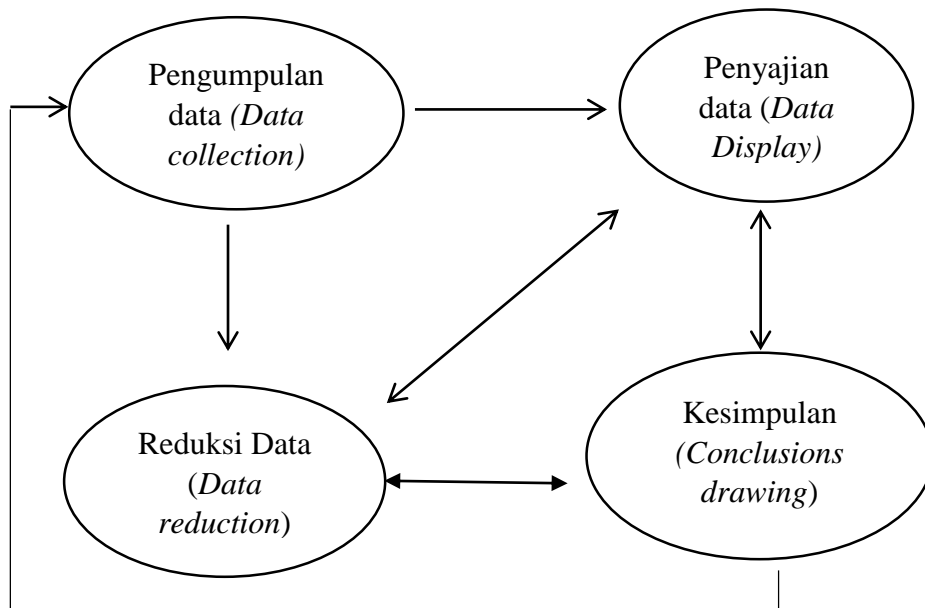 Pengumpulan
data (Data
collection)
Penyajian
data (Data
Display)
Reduksi Data
(Data
reduction)
Kesimpulan
(Conclusions
drawing)